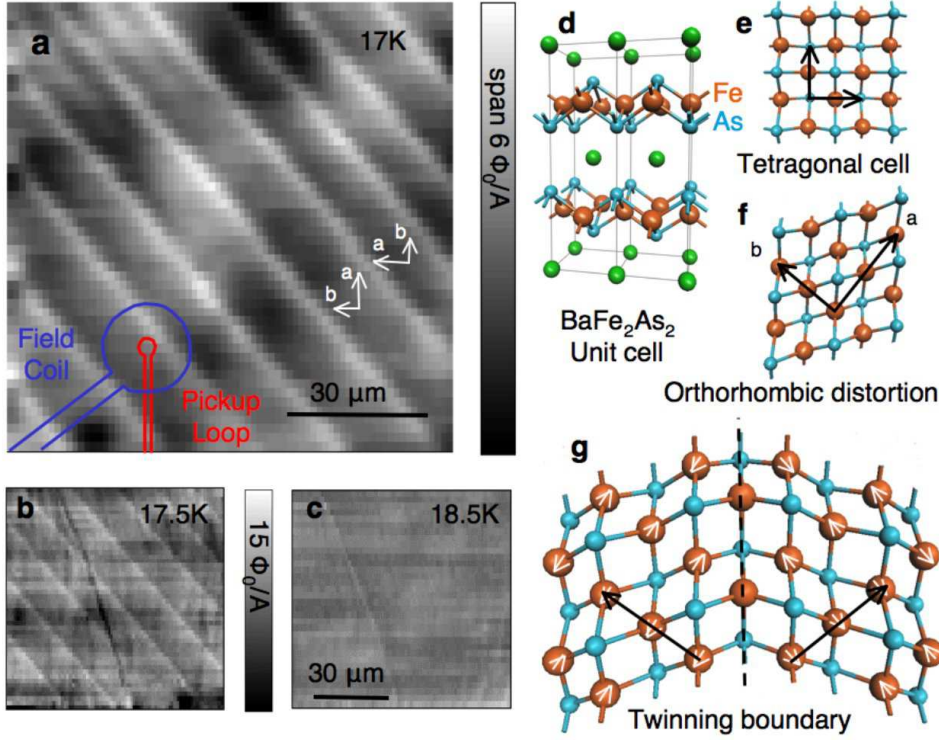 a
17K
b
a
a
b
Field
Coil
Pickup
Loop
30 µm
span 6 Φ₀/A
b
17.5K
15 Φ₀/A
c
18.5K
30 µm
d
Fe
As
BaFe₂As₂
Unit cell
e
Tetragonal cell
f
a
b
Orthorhombic distortion
g
Twinning boundary